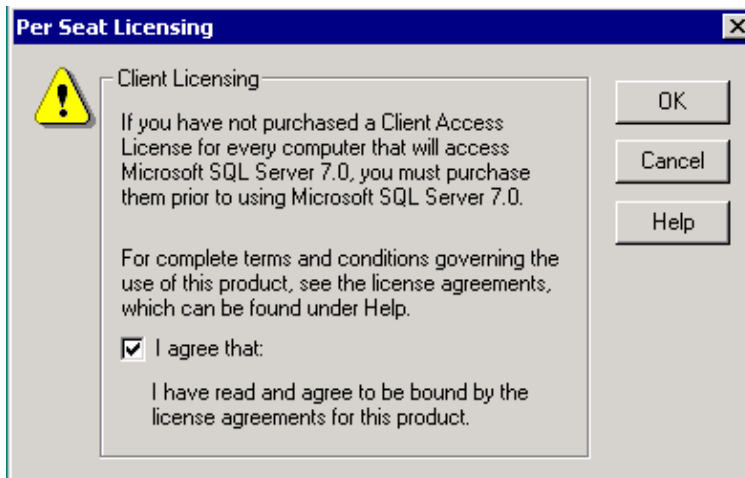 Per Seat Licensing
Client Licensing
If you have not purchased a Client Access
License for every computer that will access
Microsoft SQL Server 7.0, you must purchase
them prior to using Microsoft SQL Server 7.0.
For complete terms and conditions governing the
use of this product, see the license agreements,
which can be found under Help.
I agree that:
I have read and agree to be bound by the
license agreements for this product.
OK
Cancel
Help